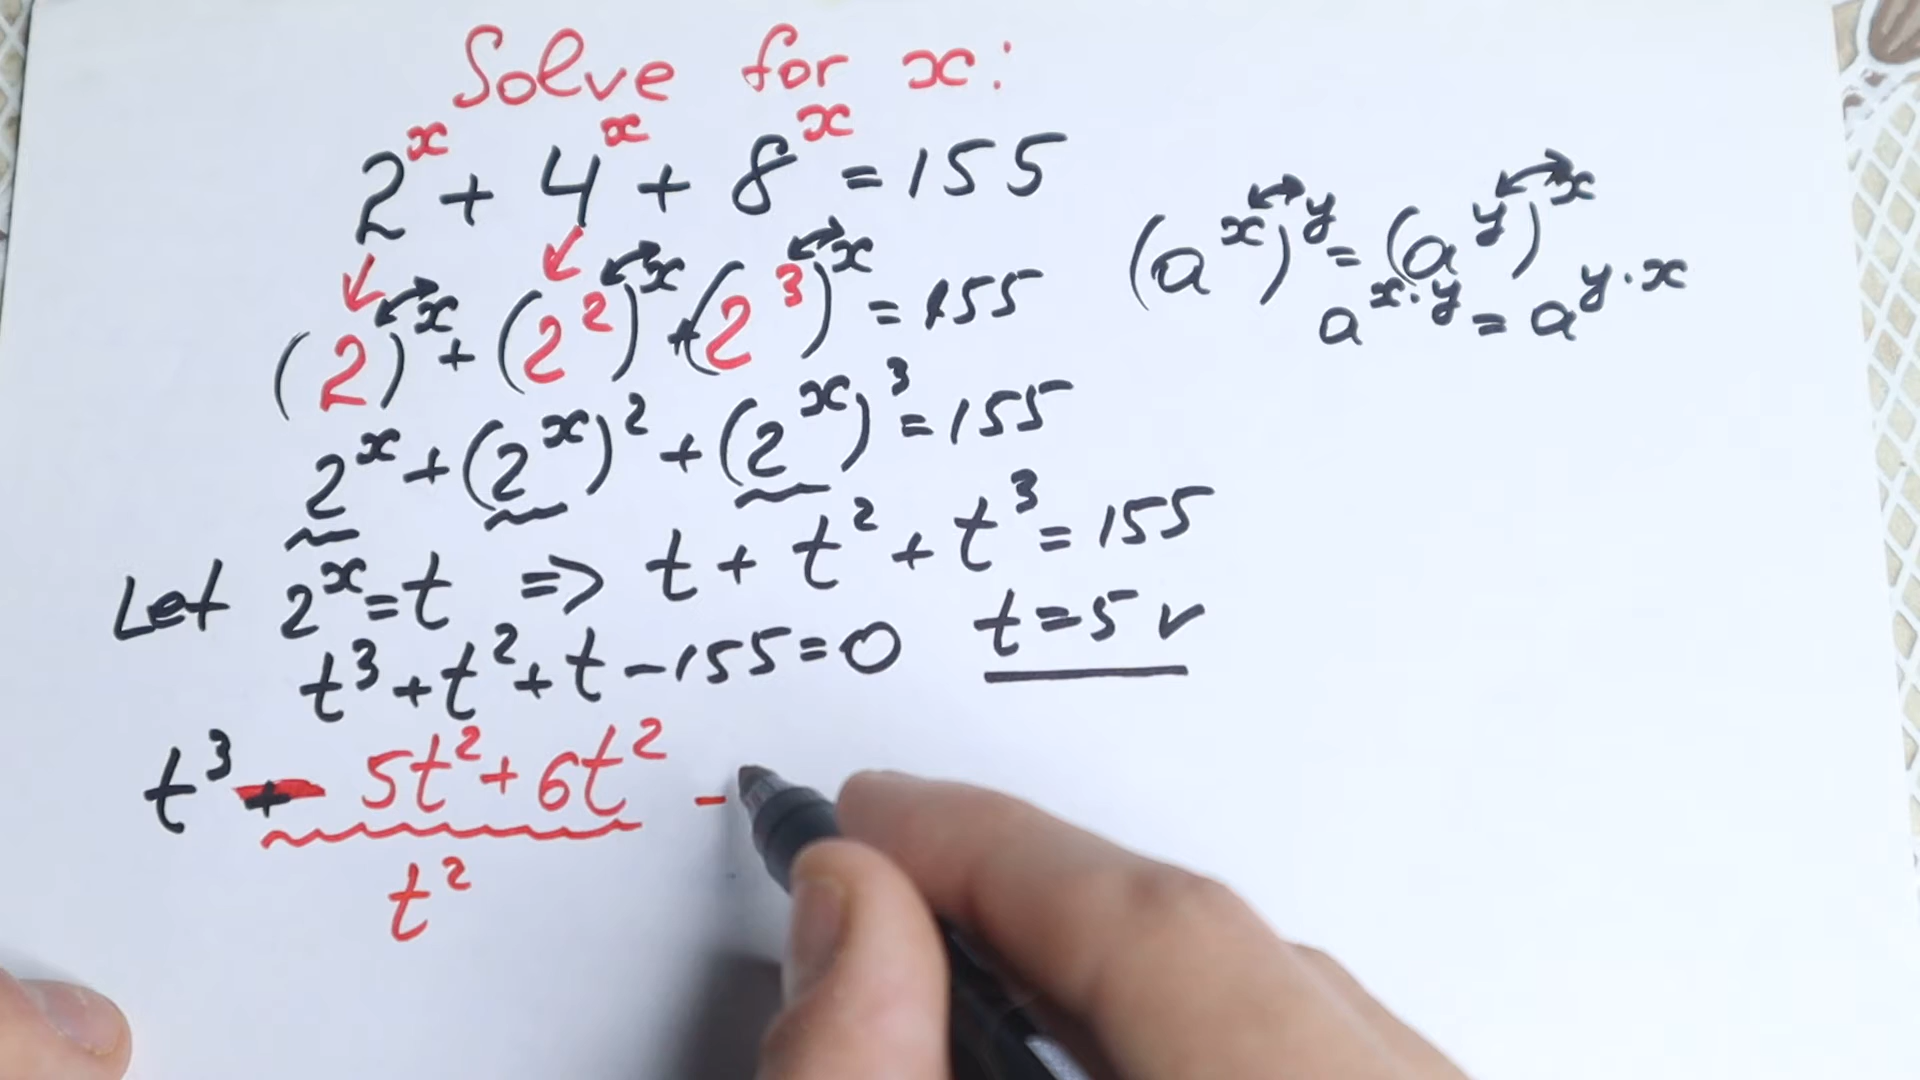 Solve for x:
2^x + 4^x + 8^x = 155
(2)^x + (2^2)^x + (2^3)^x = 155
(a^x)^y = (a^y)^x
a^{x·y} = a^{y·x}
2^x + (2^x)^2 + (2^x)^3 = 155
Let 2^x = t => t + t^2 + t^3 = 155
t^3 + t^2 + t - 155 = 0 t = 5 v
t^3 - 5t^2 + 6t^2 -
t^2